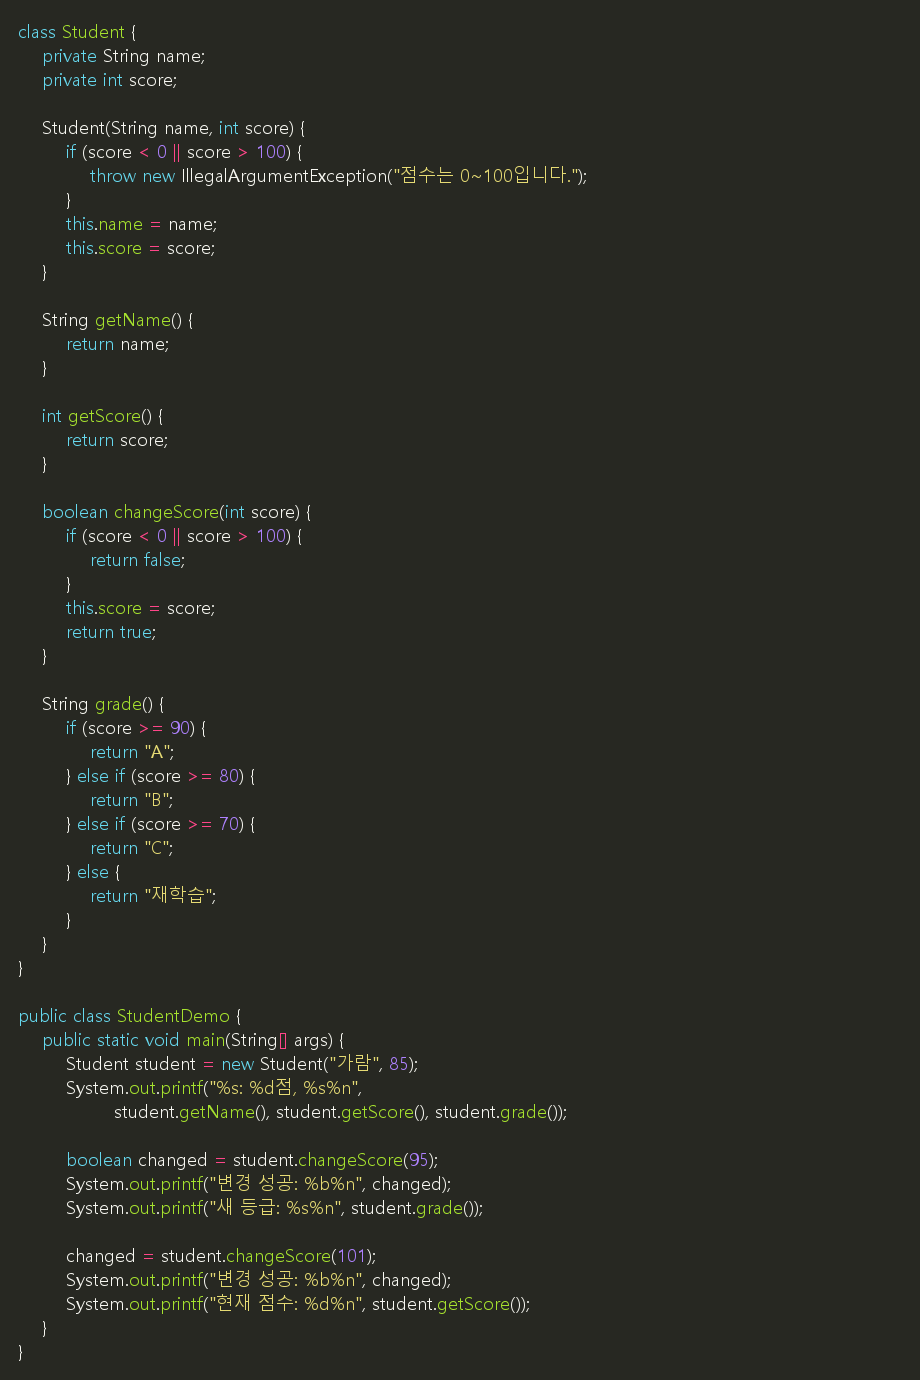 class Student {
    private String name;
    private int score;

    Student(String name, int score) {
        if (score < 0 || score > 100) {
            throw new IllegalArgumentException("점수는 0~100입니다.");
        }
        this.name = name;
        this.score = score;
    }

    String getName() {
        return name;
    }

    int getScore() {
        return score;
    }

    boolean changeScore(int score) {
        if (score < 0 || score > 100) {
            return false;
        }
        this.score = score;
        return true;
    }

    String grade() {
        if (score >= 90) {
            return "A";
        } else if (score >= 80) {
            return "B";
        } else if (score >= 70) {
            return "C";
        } else {
            return "재학습";
        }
    }
}

public class StudentDemo {
    public static void main(String[] args) {
        Student student = new Student("가람", 85);
        System.out.printf("%s: %d점, %s%n",
                student.getName(), student.getScore(), student.grade());

        boolean changed = student.changeScore(95);
        System.out.printf("변경 성공: %b%n", changed);
        System.out.printf("새 등급: %s%n", student.grade());

        changed = student.changeScore(101);
        System.out.printf("변경 성공: %b%n", changed);
        System.out.printf("현재 점수: %d%n", student.getScore());
    }
}